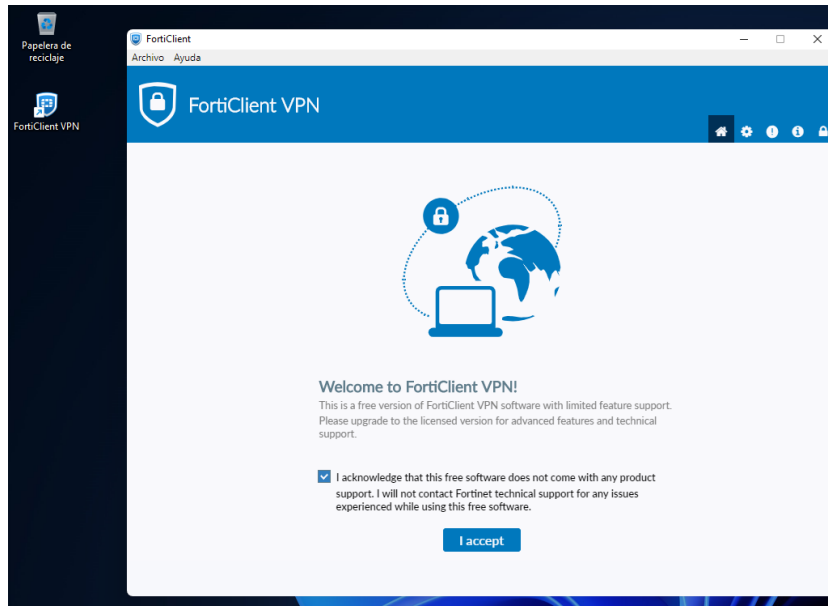 Papelera de
reciclaje
FortiClient VPN
FortiClient
Archivo Ayuda
FortiClient VPN
Welcome to FortiClient VPN!
This is a free version of FortiClient VPN software with limited feature support.
Please upgrade to the licensed version for advanced features and technical
support.
I acknowledge that this free software does not come with any product
support. I will not contact Fortinet technical support for any issues
experienced while using this free software.
I accept